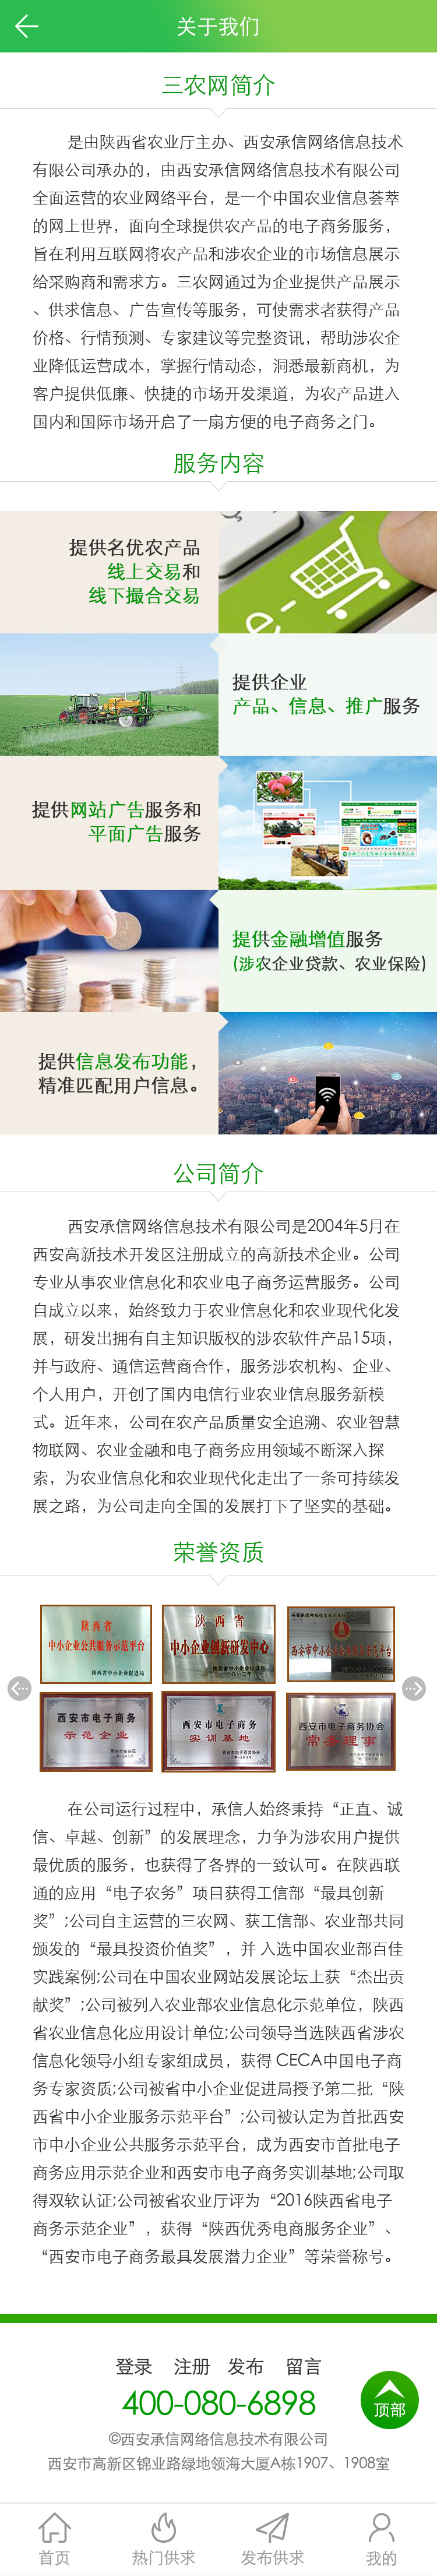 关于我们
三农网简介
是由陕西省农业厅主办、西安承信网络信息技术
有限公司承办的，由西安承信网络信息技术有限公司
全面运营的农业网络平台，是一个中国农业信息荟萃
的网上世界，面向全球提供农产品的电子商务服务，
旨在利用互联网将农产品和涉农企业的市场信息展示
给采购商和需求方。三农网通过为企业提供产品展示
、供求信息、广告宣传等服务，可使需求者获得产品
价格、行情预测、专家建议等完整资讯，帮助涉农企
业降低运营成本，掌握行情动态，洞悉最新商机，为
客户提供低廉、快捷的市场开发渠道，为农产品进入
国内和国际市场开启了一扇方便的电子商务之门。
服务内容
提供名优农产品
线上交易和
线下撮合交易
e-
提供企业
产品、信息、推广服务
提供网站广告服务和
平面广告服务
提供金融增值服务
(涉农企业贷款、农业保险)
提供信息发布功能，
精准匹配用户信息。
公司简介
西安承信网络信息技术有限公司是2004年5月在
西安高新技术开发区注册成立的高新技术企业。公司
专业从事农业信息化和农业电子商务运营服务。公司
自成立以来，始终致力于农业信息化和农业现代化发
展，研发出拥有自主知识版权的涉农软件产品15项，
并与政府、通信运营商合作，服务涉农机构、企业、
个人用户，开创了国内电信行业农业信息服务新模
式。近年来，公司在农产品质量安全追溯、农业智慧
物联网、农业金融和电子商务应用领域不断深入探
索，为农业信息化和农业现代化走出了一条可持续发
展之路，为公司走向全国的发展打下了坚实的基础。
荣誉资质
陕西省
中小企业公共服务示范平台
陕西省中小企业促进局
陕西省
中小企业创新研发中心
西安市电子商务
示范企业
西安市电子商务
实训基地
西安市电子商务协会
常务理事
在公司运行过程中，承信人始终秉持“正直、诚
信、卓越、创新”的发展理念，力争为涉农用户提供
最优质的服务，也获得了各界的一致认可。在陕西联
通的应用“电子农务”项目获得工信部“最具创新
奖”;公司自主运营的三农网、获工信部、农业部共同
颁发的“最具投资价值奖”，并 入选中国农业部百佳
实践案例;公司在中国农业网站发展论坛上获“杰出贡
献奖”;公司被列入农业部农业信息化示范单位，陕西
省农业信息化应用设计单位;公司领导当选陕西省涉农
信息化领导小组专家组成员，获得 CECA中国电子商
务专家资质;公司被省中小企业促进局授予第二批“陕
西省中小企业服务示范平台”;公司被认定为首批西安
市中小企业公共服务示范平台，成为西安市首批电子
商务应用示范企业和西安市电子商务实训基地;公司取
得双软认证;公司被省农业厅评为“2016陕西省电子
商务示范企业”，获得“陕西优秀电商服务企业”、
“西安市电子商务最具发展潜力企业”等荣誉称号。
登录 注册 发布 留言
400-080-6898
顶部
©西安承信网络信息技术有限公司
西安市高新区锦业路绿地领海大厦A栋1907、1908室
首页 热门供求 发布供求 我的